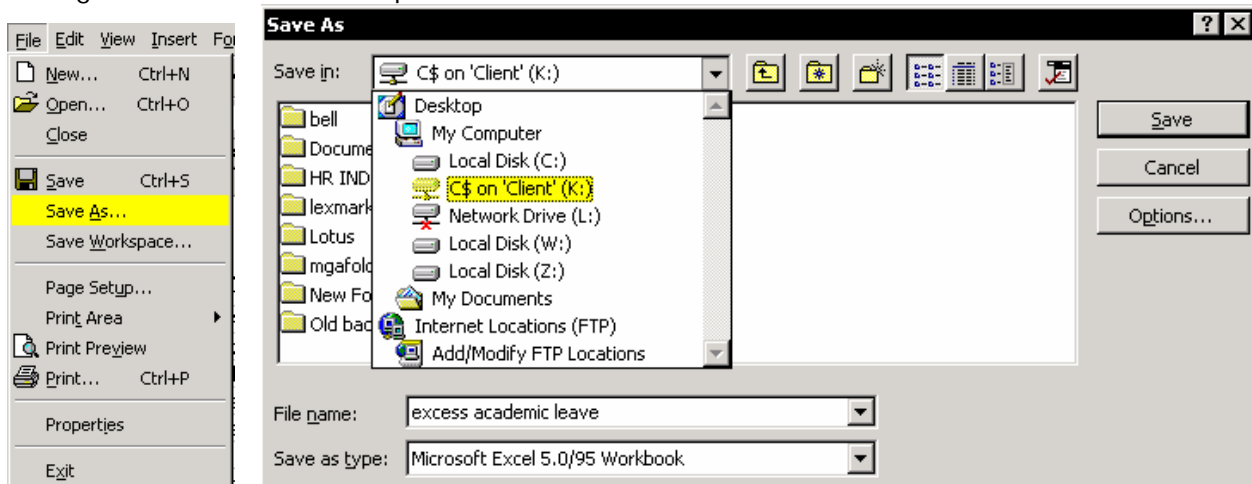 File Edit View Insert
New... Ctrl+N
Open... Ctrl+O
Close
Save Ctrl+S
Save As...
Save Workspace...
Page Setup...
Print Area
Print Preview
Print... Ctrl+P
Properties
Exit
Save As
Save in: C$ on 'Client' (K:)
bell
Docume
HR IND
lexmark
Lotus
mgafold
New Fo
Old bac
Desktop
My Computer
Local Disk (C:)
C$ on 'Client' (K:)
Network Drive (L:)
Local Disk (W:)
Local Disk (Z:)
My Documents
Internet Locations (FTP)
Add/Modify FTP Locations
Save
Cancel
Options...
File name: excess academic leave
Save as type: Microsoft Excel 5.0/95 Workbook